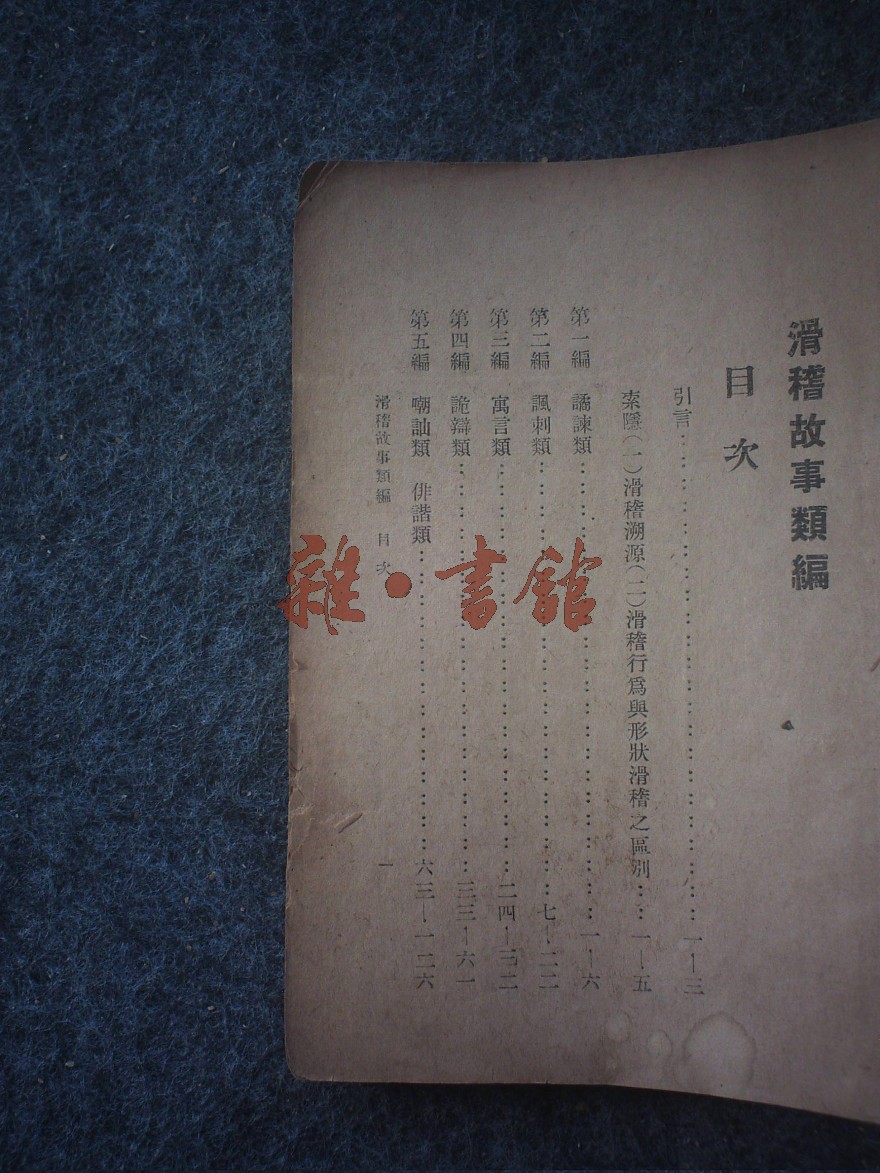 滑稽故事類編
目次
引言……一—三
索隱(一)滑稽溯源(二)滑稽行爲與形狀滑稽之區別……一—五
第一編 譎諫類……一—六
第二編 諷刺類……七—二二
第三編 寓言類……二四—三二
第四編 詭辯類……三三—六一
第五編 嘲訕類 俳諧類……六三—一二六
滑稽故事類編 目次 一
雜·書館